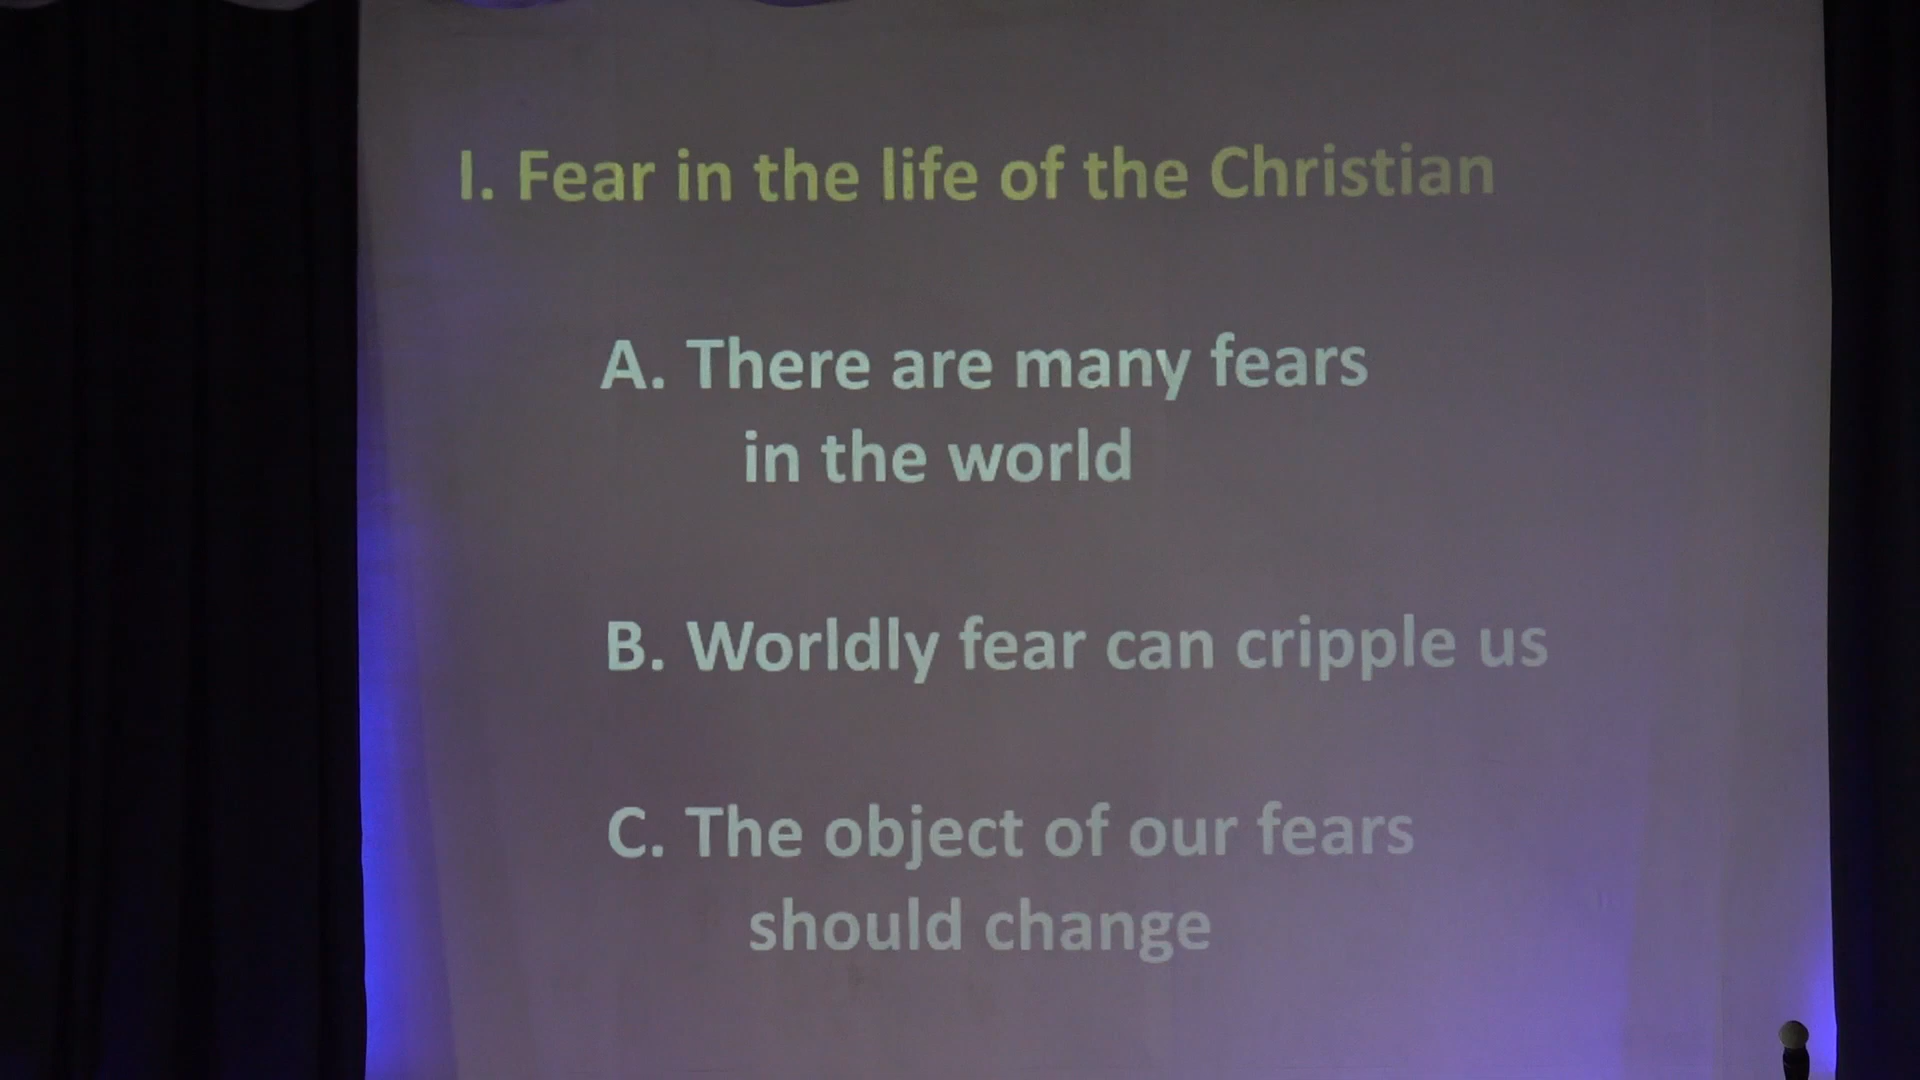 I. Fear in the life of the Christian
A. There are many fears
in the world
B. Worldly fear can cripple us
C. The object of our fears
should change